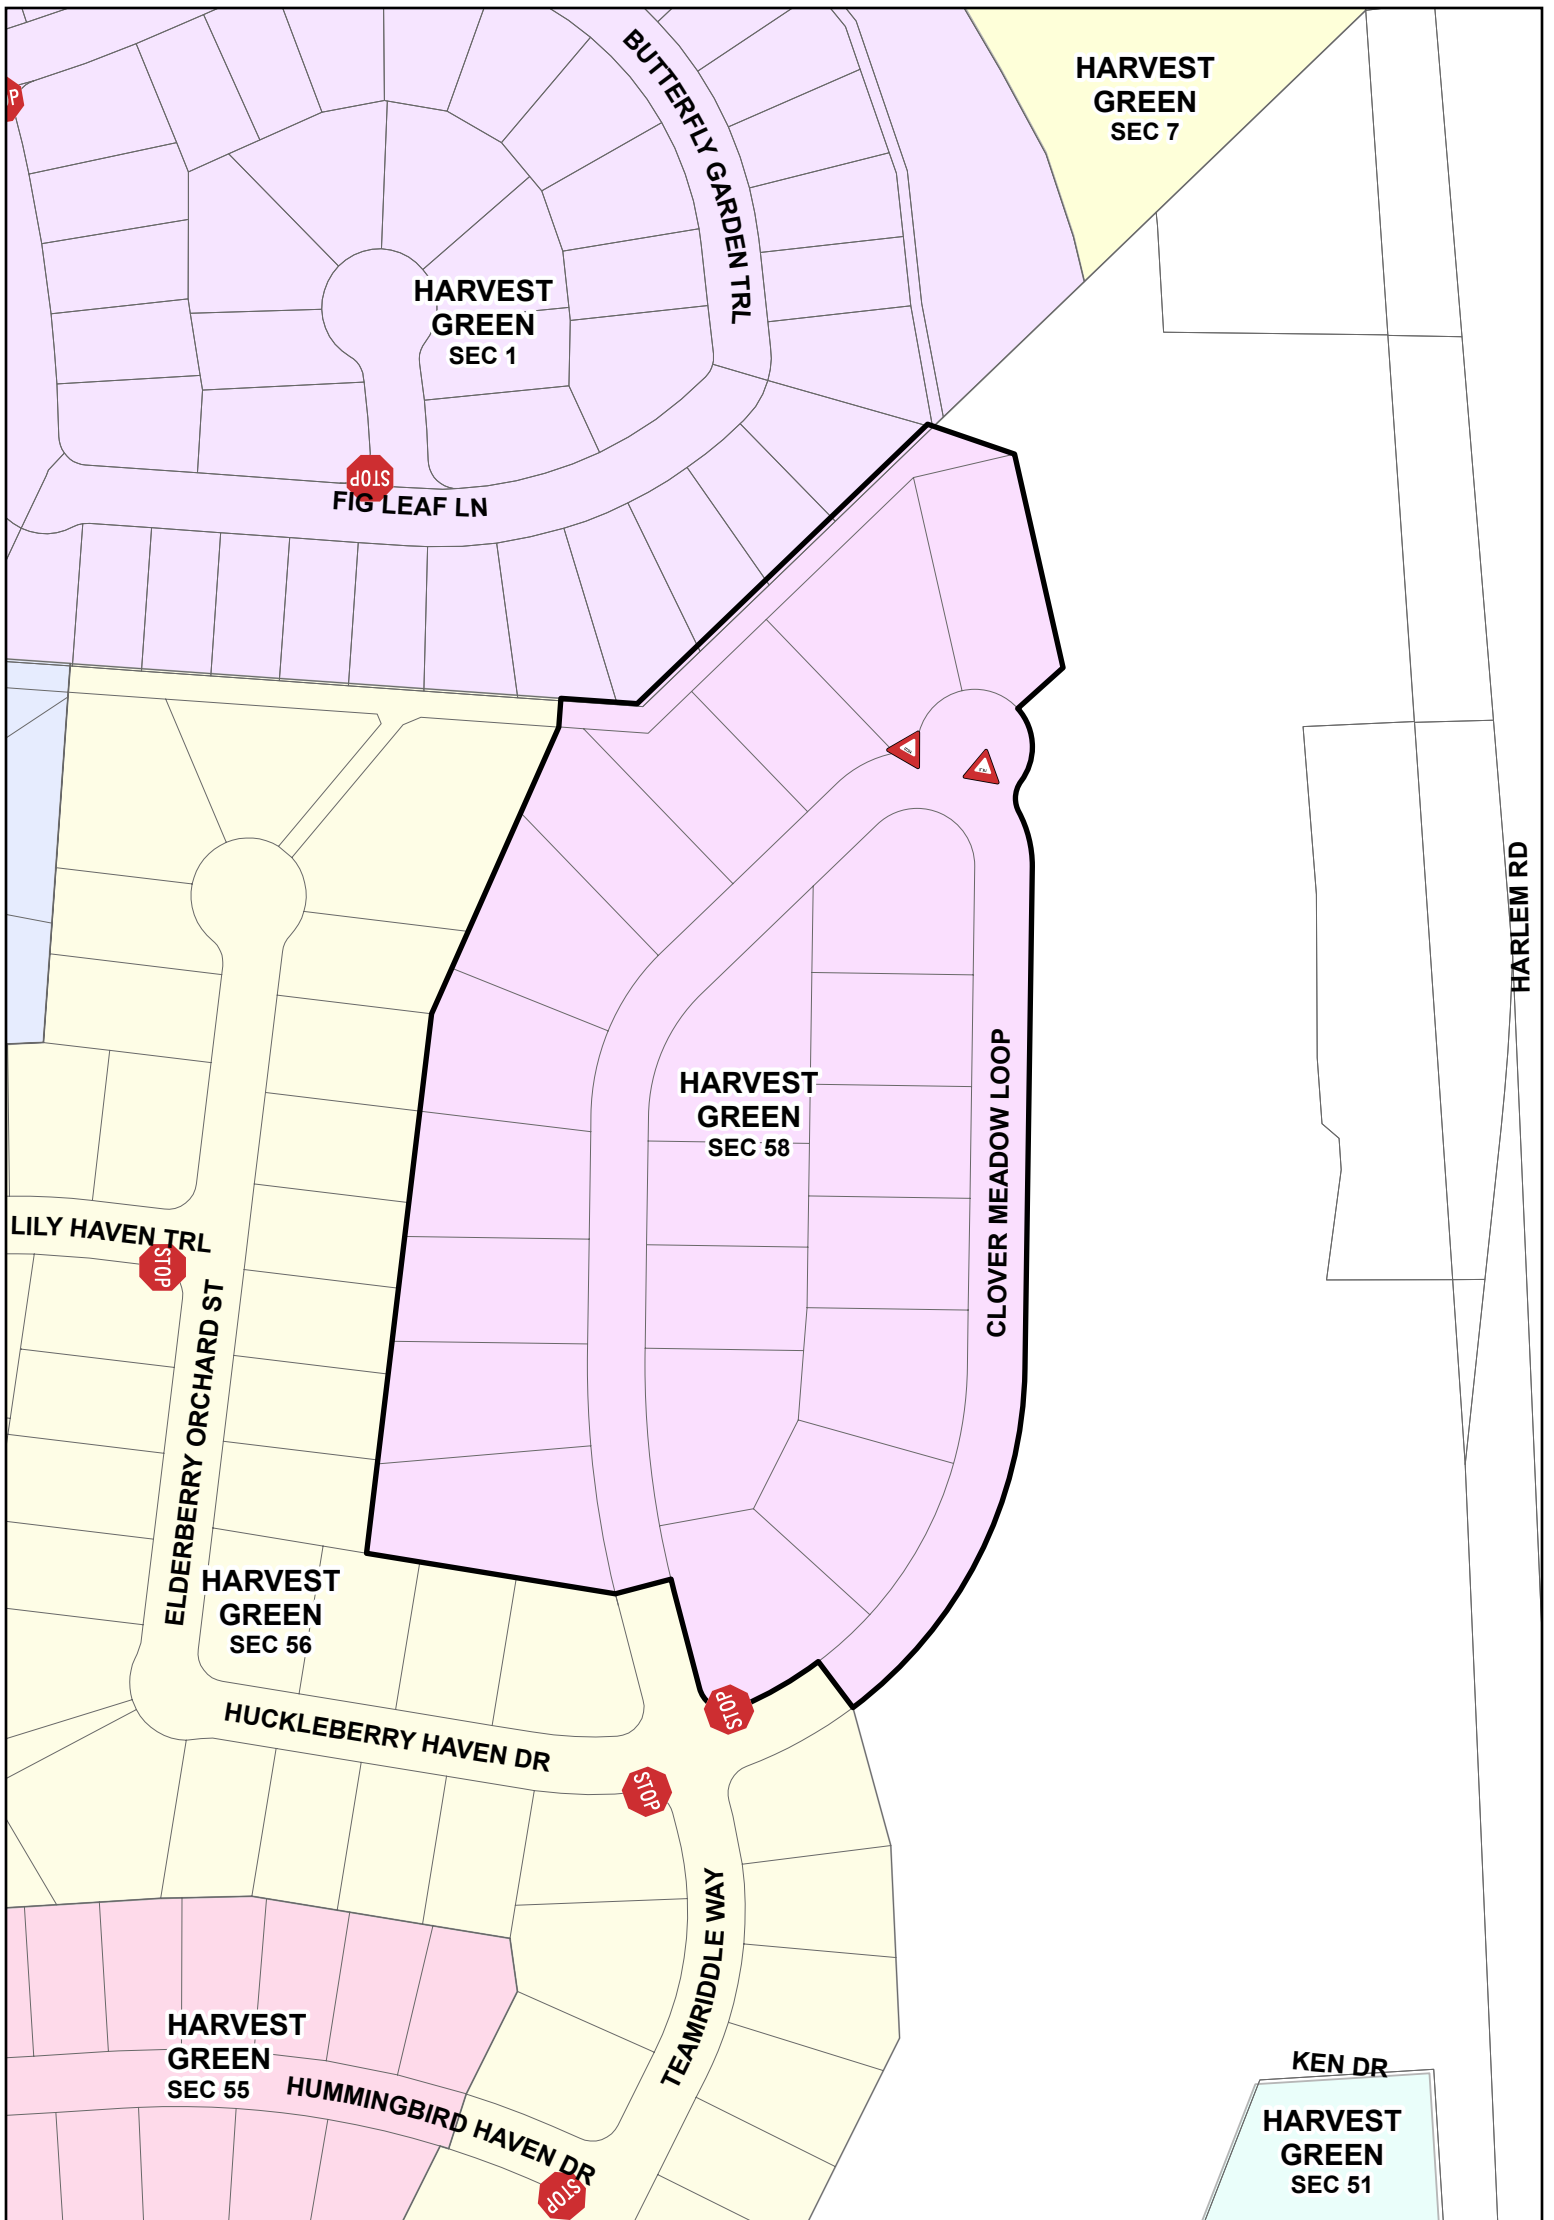 BUTTERFLY GARDEN TRL
HARVEST
GREEN
SEC 7
P
HARVEST
GREEN
SEC 1
STOP
FIG LEAF LN
HARLEM RD
HARVEST
GREEN
SEC 58
CLOVER MEADOW LOOP
LILY HAVEN TRL
STOP
ELDERBERRY ORCHARD ST
HARVEST
GREEN
SEC 56
HUCKLEBERRY HAVEN DR
STOP
STOP
TEAMRIDDLE WAY
HARVEST
GREEN
SEC 55
HUMMINGBIRD HAVEN DR
STOP
KEN DR
HARVEST
GREEN
SEC 51